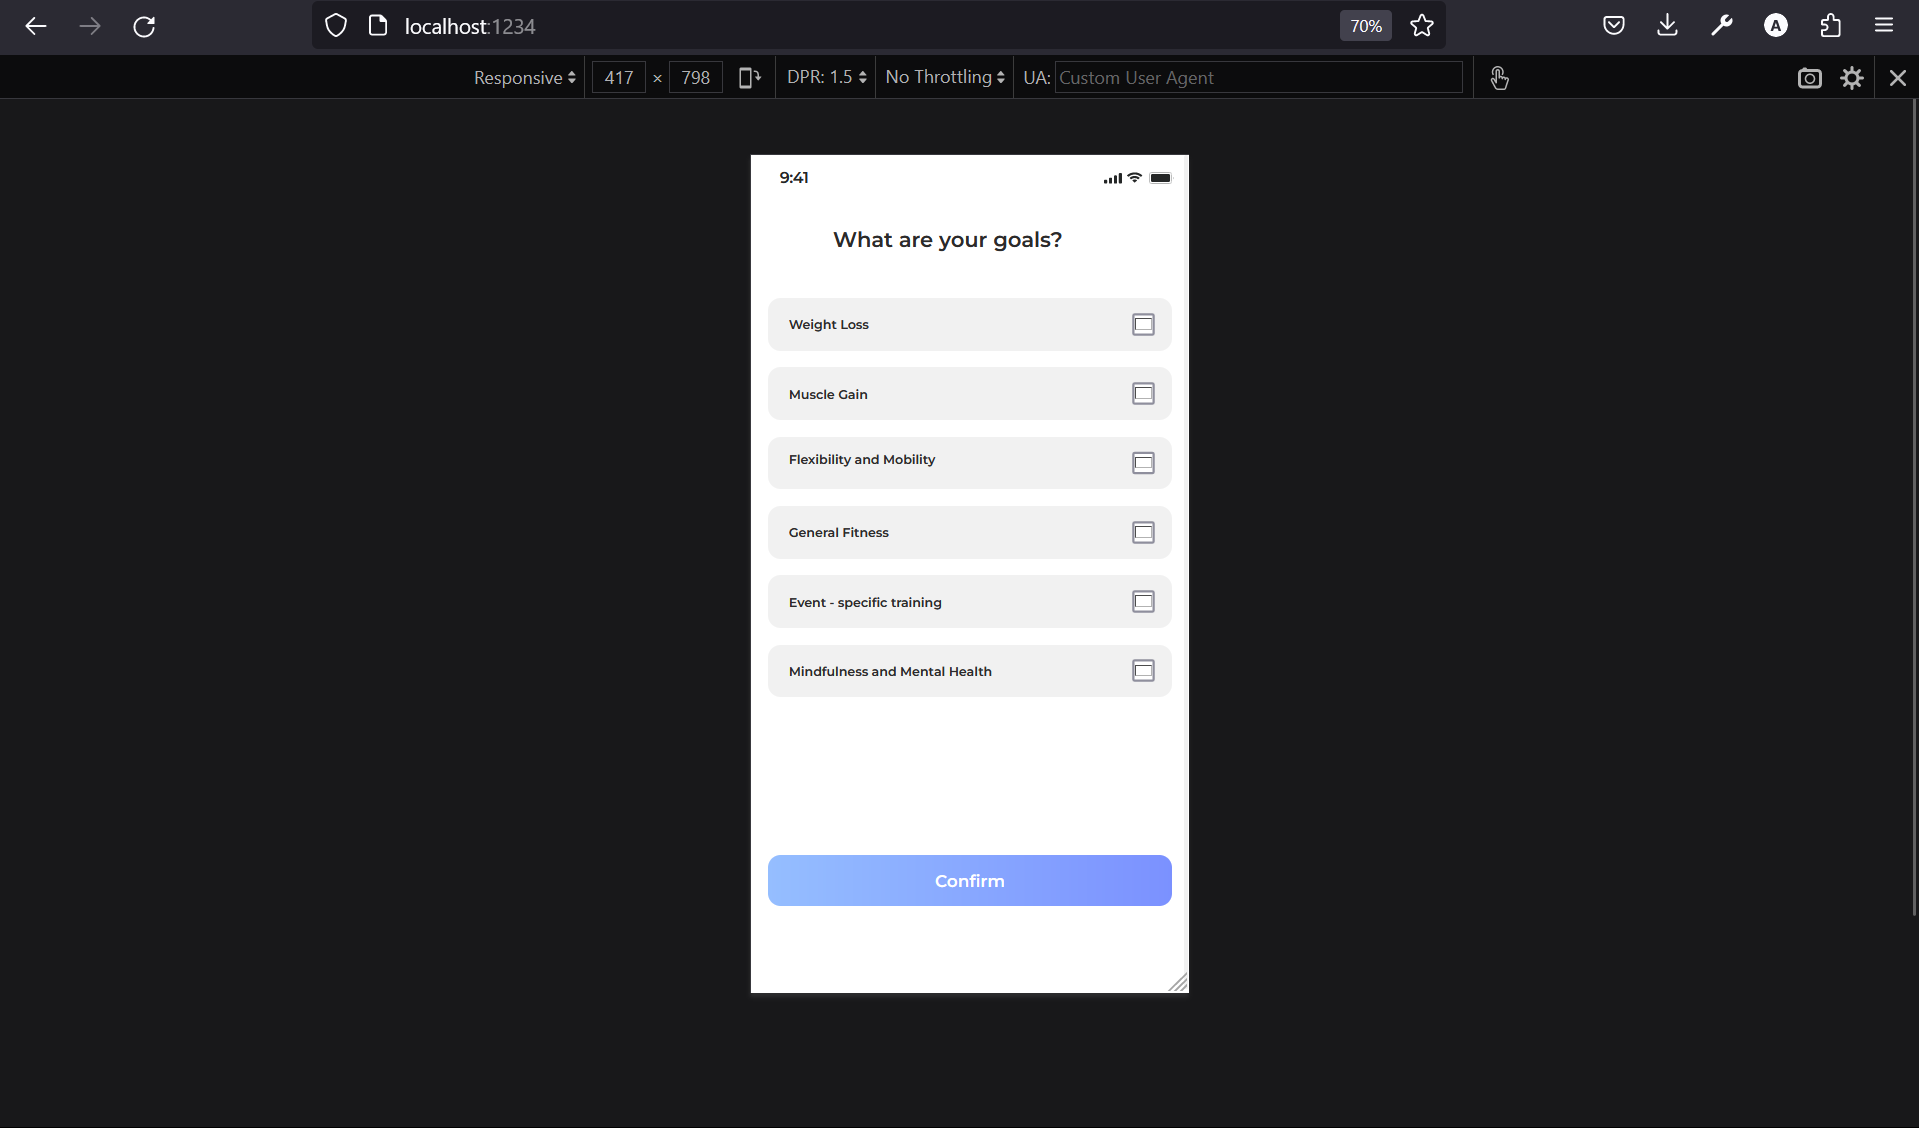 localhost:1234
70%
A
Responsive 417 × 798 DPR: 1.5 No Throttling UA: Custom User Agent
9:41
What are your goals?
Weight Loss
Muscle Gain
Flexibility and Mobility
General Fitness
Event - specific training
Mindfulness and Mental Health
Confirm